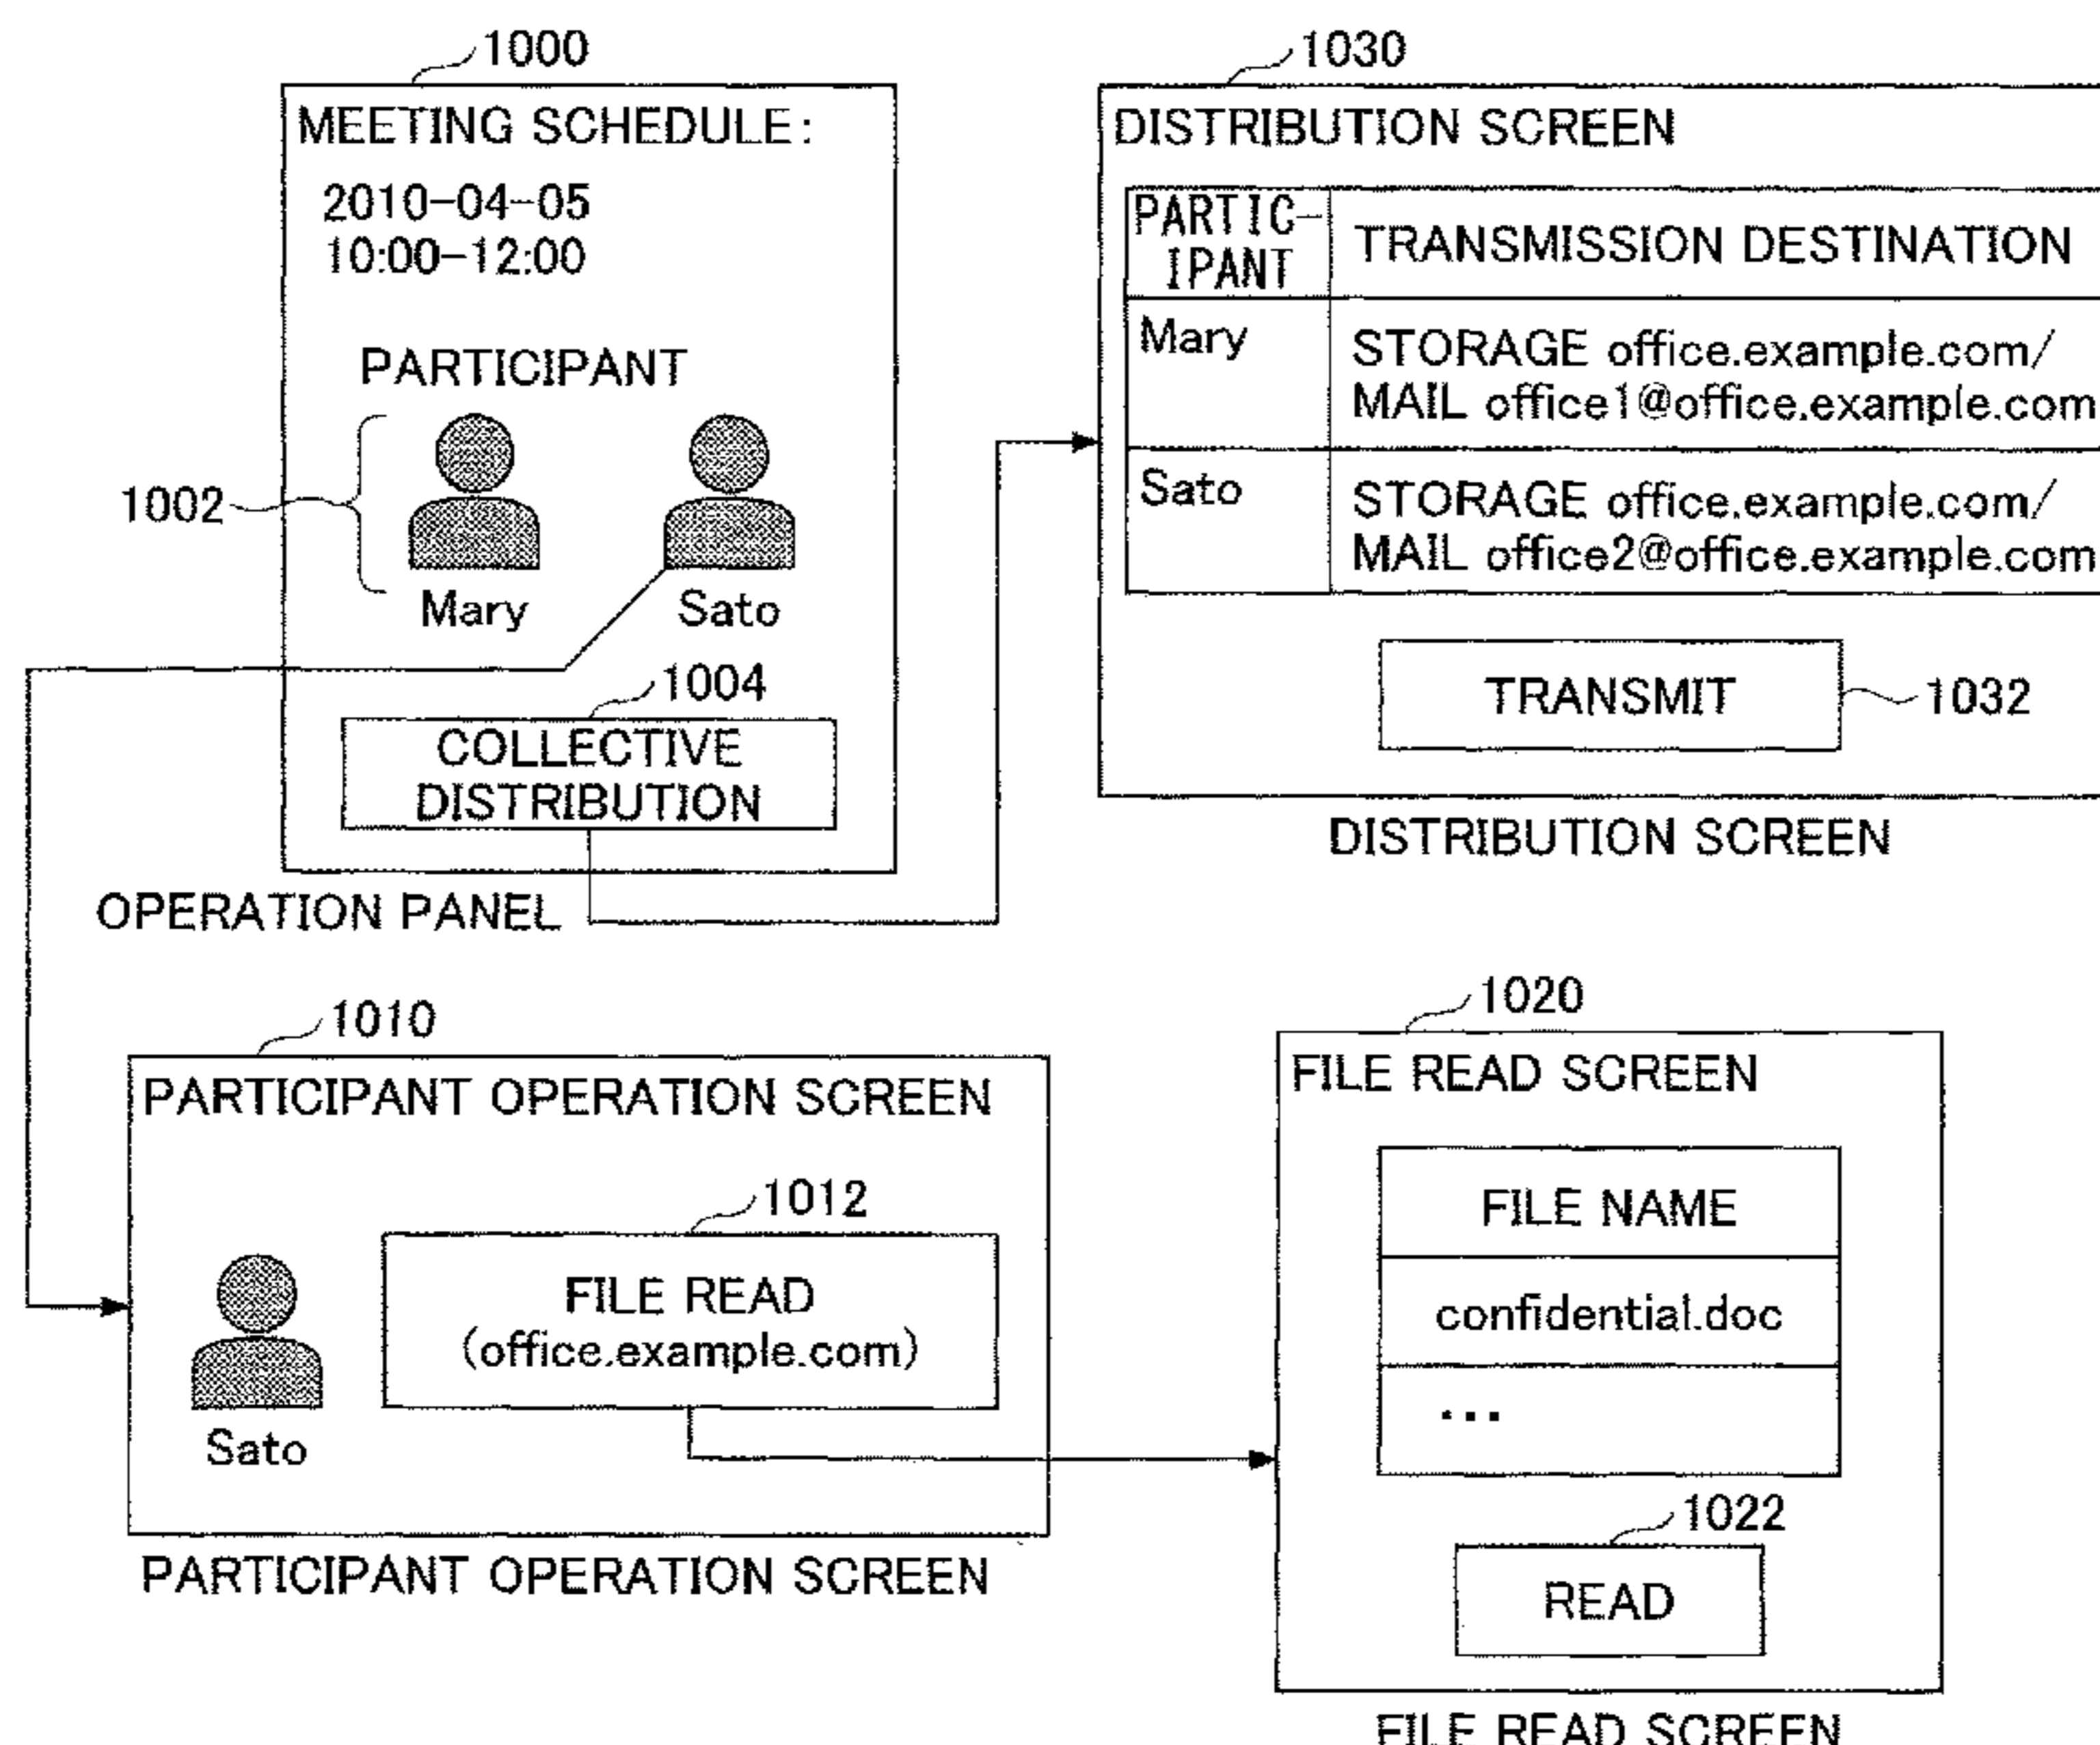 1000
MEETING SCHEDULE:
2010-04-05
10:00-12:00
PARTICIPANT
1002
Mary
Sato
1004
COLLECTIVE
DISTRIBUTION
OPERATION PANEL
1030
DISTRIBUTION SCREEN
PARTIC-
IPANT
TRANSMISSION DESTINATION
Mary
STORAGE office.example.com/
MAIL office1@office.example.com
Sato
STORAGE office.example.com/
MAIL office2@office.example.com
TRANSMIT
1032
DISTRIBUTION SCREEN
1010
PARTICIPANT OPERATION SCREEN
1012
FILE READ
(office.example.com)
Sato
PARTICIPANT OPERATION SCREEN
1020
FILE READ SCREEN
FILE NAME
confidential.doc
...
1022
READ
FILE READ SCREEN